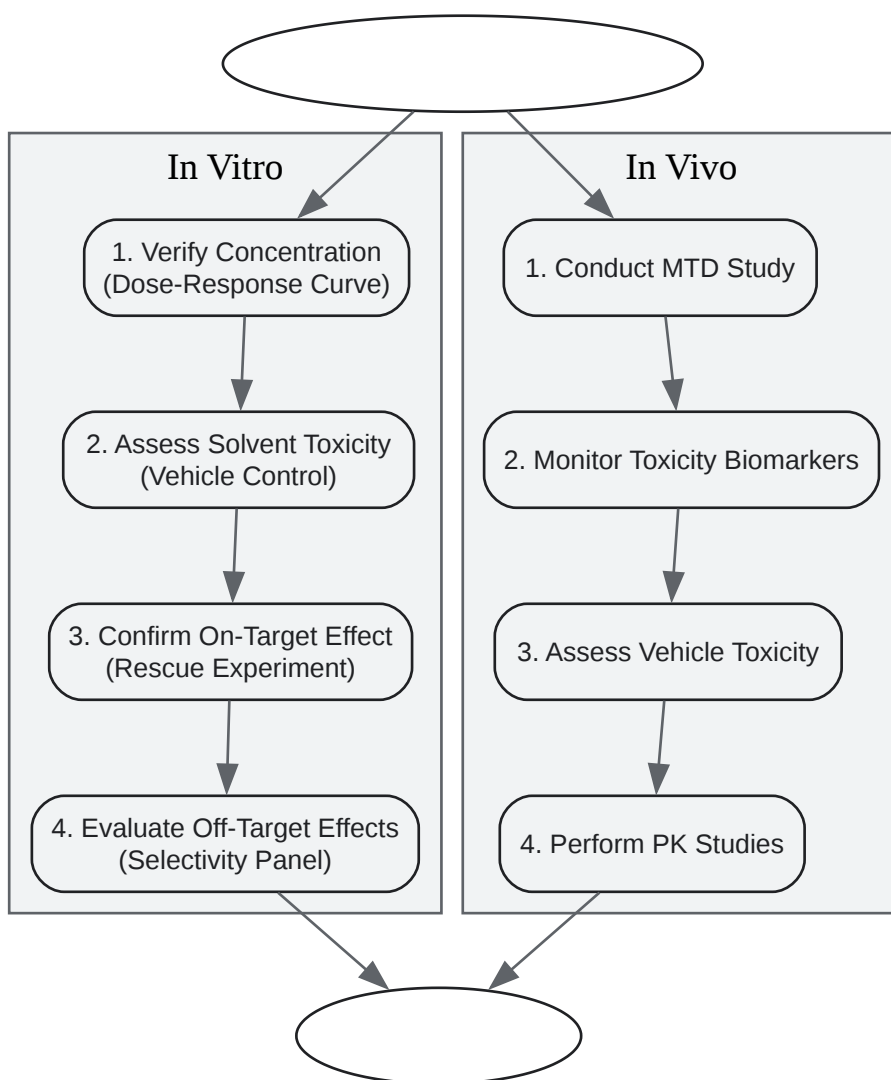 In Vitro
1. Verify Concentration
(Dose-Response Curve)
2. Assess Solvent Toxicity
(Vehicle Control)
3. Confirm On-Target Effect
(Rescue Experiment)
4. Evaluate Off-Target Effects
(Selectivity Panel)
In Vivo
1. Conduct MTD Study
2. Monitor Toxicity Biomarkers
3. Assess Vehicle Toxicity
4. Perform PK Studies